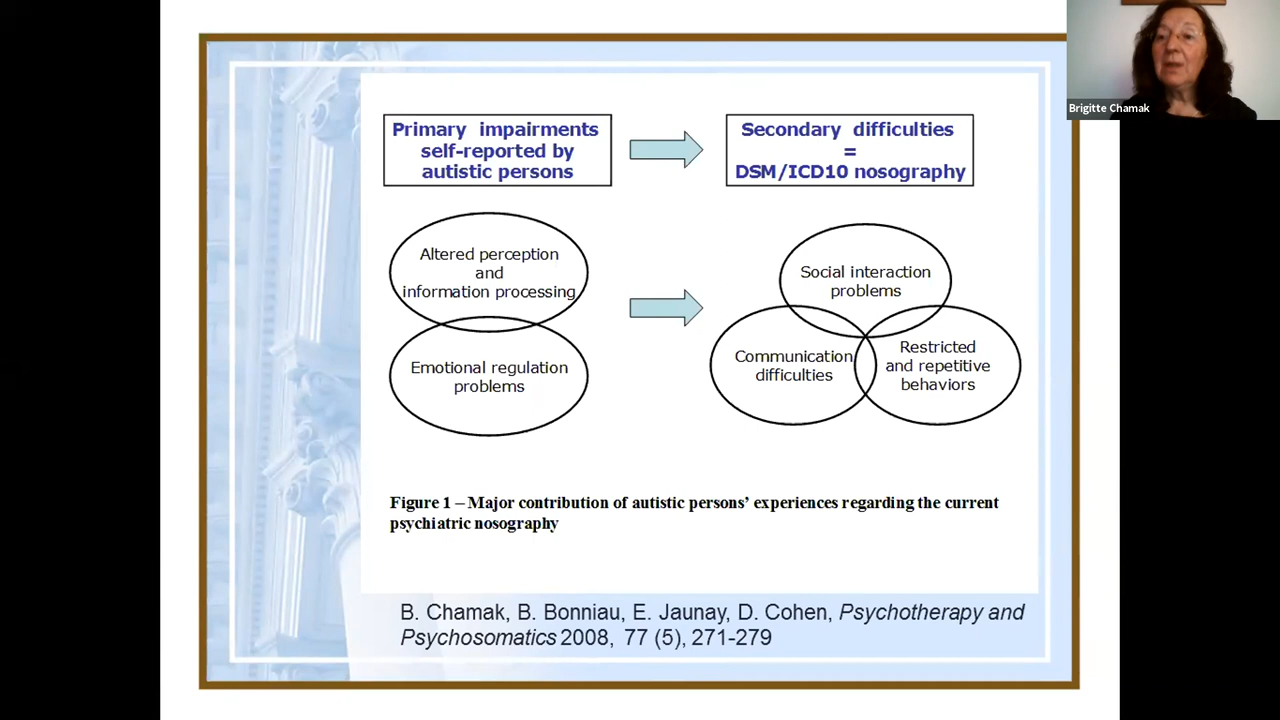 Brigitte Chamak
Primary impairments
self-reported by
autistic persons
Secondary difficulties
=
DSM/ICD10 nosography
Altered perception
and
information processing
Emotional regulation
problems
Social interaction
problems
Communication
difficulties
Restricted
and repetitive
behaviors
Figure 1 – Major contribution of autistic persons’ experiences regarding the current
psychiatric nosography
B. Chamak, B. Bonniau, E. Jaunay, D. Cohen, Psychotherapy and
Psychosomatics 2008, 77 (5), 271-279